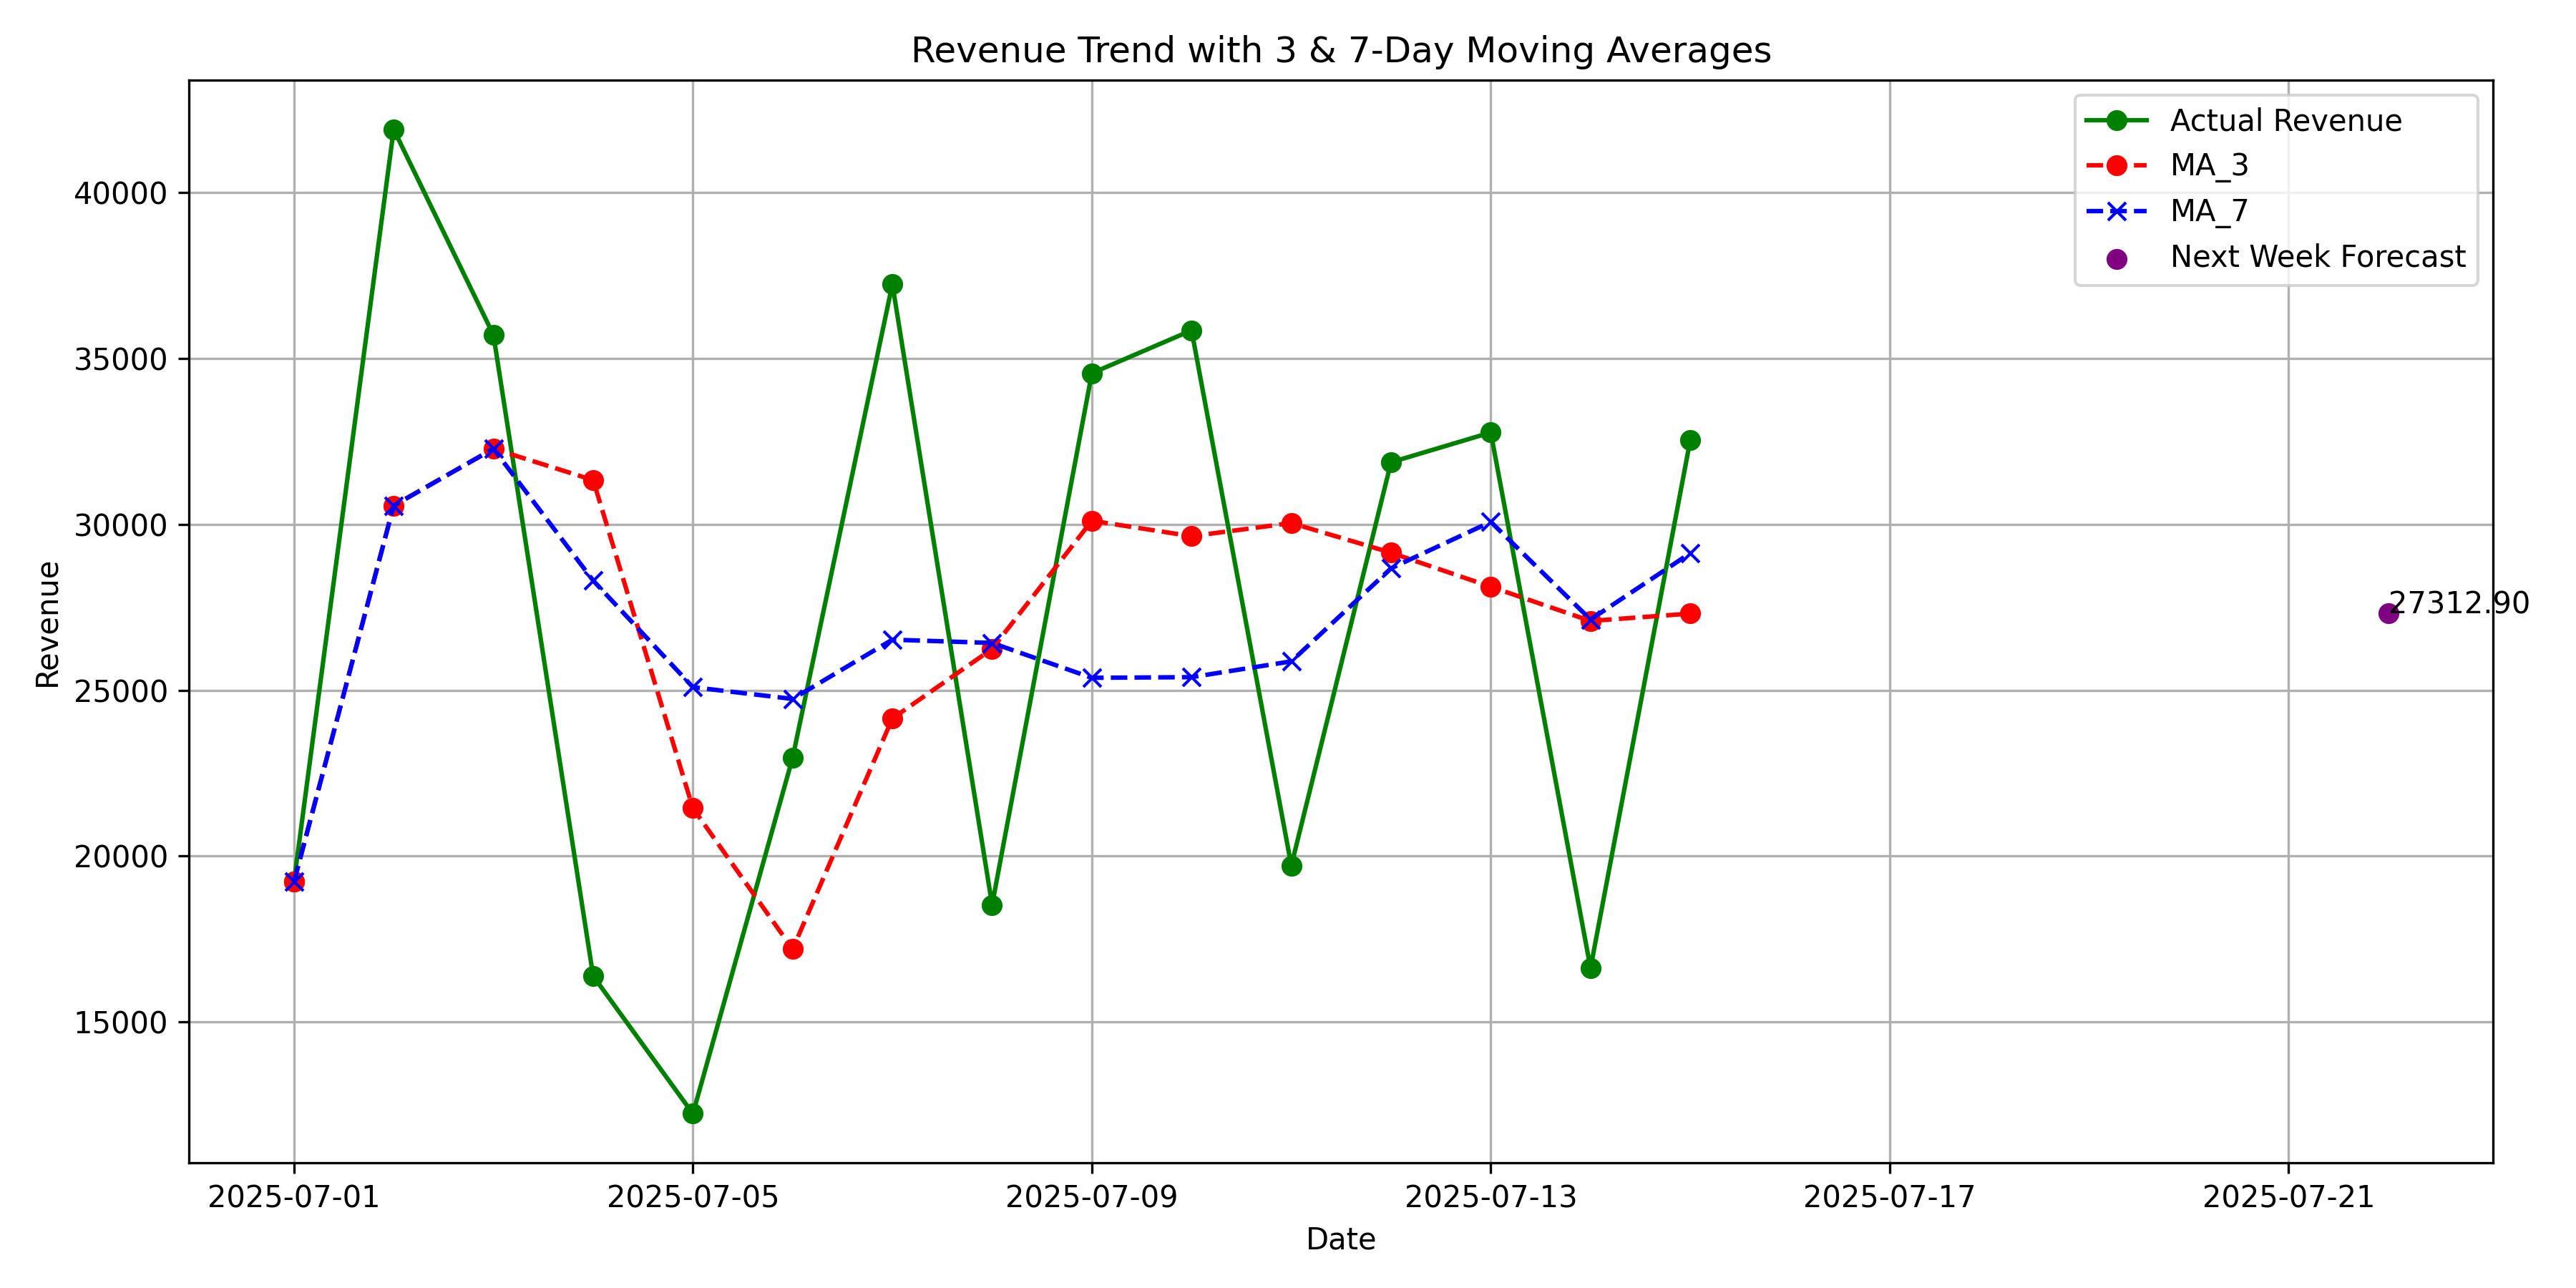 Revenue Trend with 3 & 7-Day Moving Averages
Actual Revenue
MA_3
MA_7
Next Week Forecast
Revenue
40000
35000
30000
25000
20000
15000
27312.90
2025-07-01
2025-07-05
2025-07-09
2025-07-13
2025-07-17
2025-07-21
Date